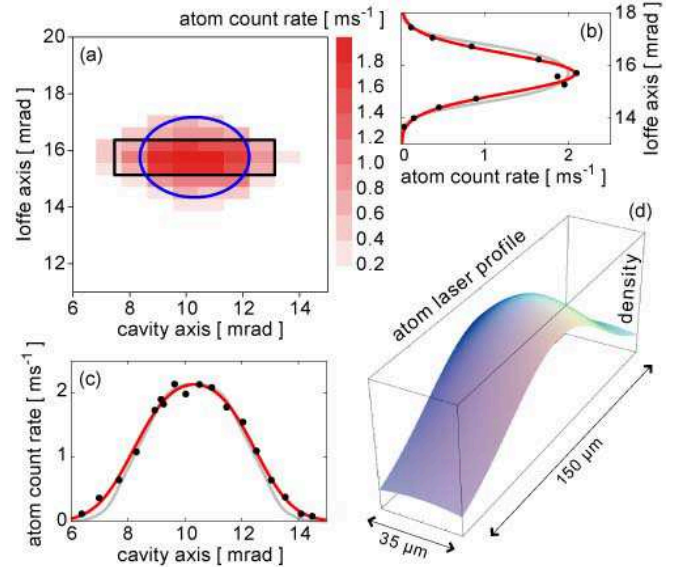 atom count rate [ ms⁻¹ ]
(a)
20
18
16
14
12
Ioffe axis [ mrad ]
6 8 10 12 14
cavity axis [ mrad ]
1.8
1.6
1.4
1.2
1.0
0.8
0.6
0.4
0.2
(b)
18
16
14
Ioffe axis [ mrad ]
0 1 2
atom count rate [ ms⁻¹ ]
(c)
2
1
0
atom count rate [ ms⁻¹ ]
6 8 10 12 14
cavity axis [ mrad ]
(d)
atom laser profile
density
150 µm
35 µm